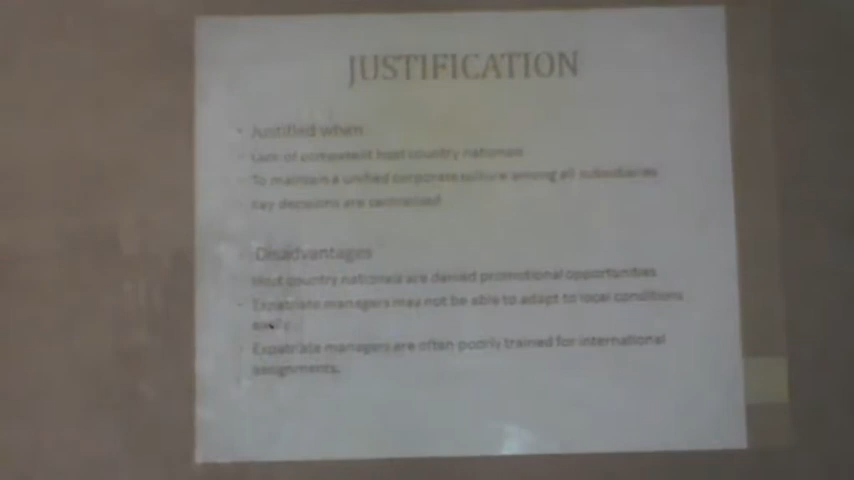 JUSTIFICATION
Justified when
Lack of competent host country nationals
To maintain a unified corporate culture among all subsidiaries
Key decisions are centralised
Disadvantages
Host country nationals are denied promotional opportunities
Expatriate managers may not be able to adapt to local conditions
easily.
Expatriate managers are often poorly trained for international
assignments.